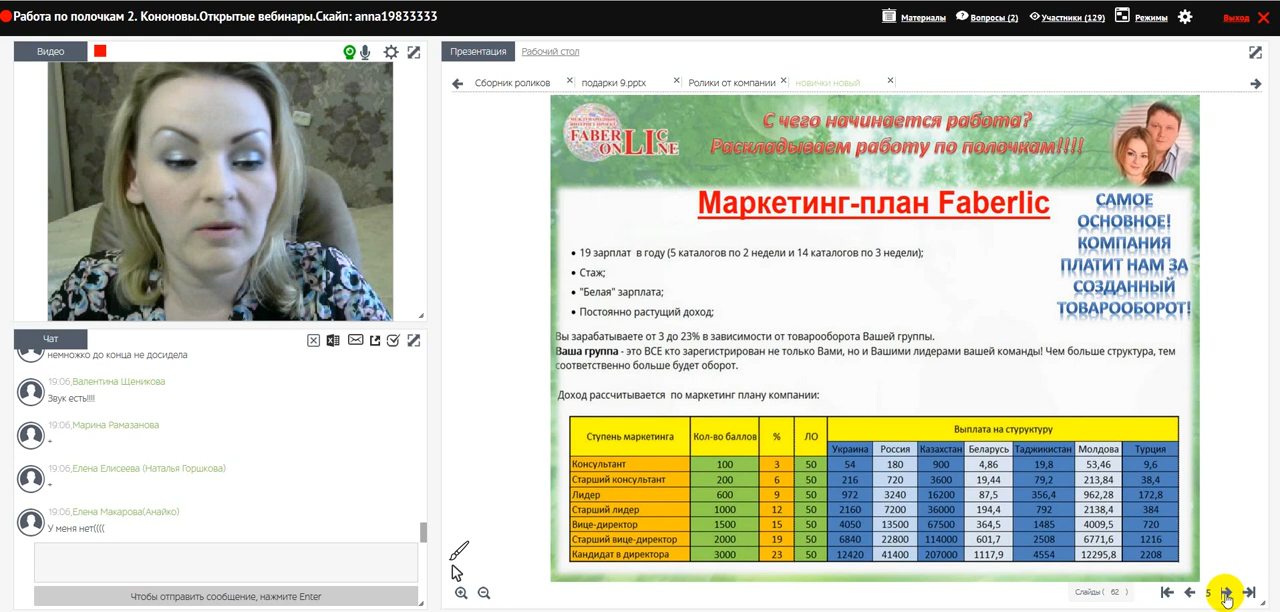 Работа по полочкам 2. Кононовы.Открытые вебинары.Скайп: anna19833333
Материалы
Вопросы (2)
Участники (129)
Режимы
Выход
Видео
Презентация
Рабочий стол
Сборник роликов
подарки 9.pptx
Ролики от компании
новички новый
МЕЖДУНАРОДНЫЙ
ИНТЕРНЕТ-ПРОЕКТ
FABERLIC
ONLINE
С чего начинается работа?
Раскладываем работу по полочкам!!!!
Маркетинг-план Faberlic
САМОЕ
ОСНОВНОЕ!
КОМПАНИЯ
ПЛАТИТ НАМ ЗА
СОЗДАННЫЙ
ТОВАРООБОРОТ!
• 19 зарплат в году (5 каталогов по 2 недели и 14 каталогов по 3 недели);
• Стаж;
• "Белая" зарплата;
• Постоянно растущий доход;
Вы зарабатываете от 3 до 23% в зависимости от товарооборота Вашей группы.
Ваша группа - это ВСЕ кто зарегистрирован не только Вами, но и Вашими лидерами вашей команды! Чем больше структура, тем
соответственно больше будет оборот.
Доход рассчитывается по маркетинг плану компании:
Ступень маркетинга Кол-во баллов % ЛО Выплата на стуруктуру
Украина Россия Казахстан Беларусь Таджикистан Молдова Турция
Консультант 100 3 50 54 180 900 4,86 19,8 53,46 9,6
Старший консультант 200 6 50 216 720 3600 19,44 79,2 213,84 38,4
Лидер 600 9 50 972 3240 16200 87,5 356,4 962,28 172,8
Старший лидер 1000 12 50 2160 7200 36000 194,4 792 2138,4 384
Вице-директор 1500 15 50 4050 13500 67500 364,5 1485 4009,5 720
Старший вице-директор 2000 19 50 6840 22800 114000 601,7 2508 6771,6 1216
Кандидат в директора 3000 23 50 12420 41400 207000 1117,9 4554 12295,8 2208
Чат
немножко до конца не досидела
19:06,Валентина Щеникова
Звук есть!!!!
19:06,Марина Рамазанова
+
19:06,Елена Елисеева (Наталья Горшкова)
+
19:06,Елена Макарова(Анайко)
У меня нет((((
Чтобы отправить сообщение, нажмите Enter
Слайды ( 62 )
5